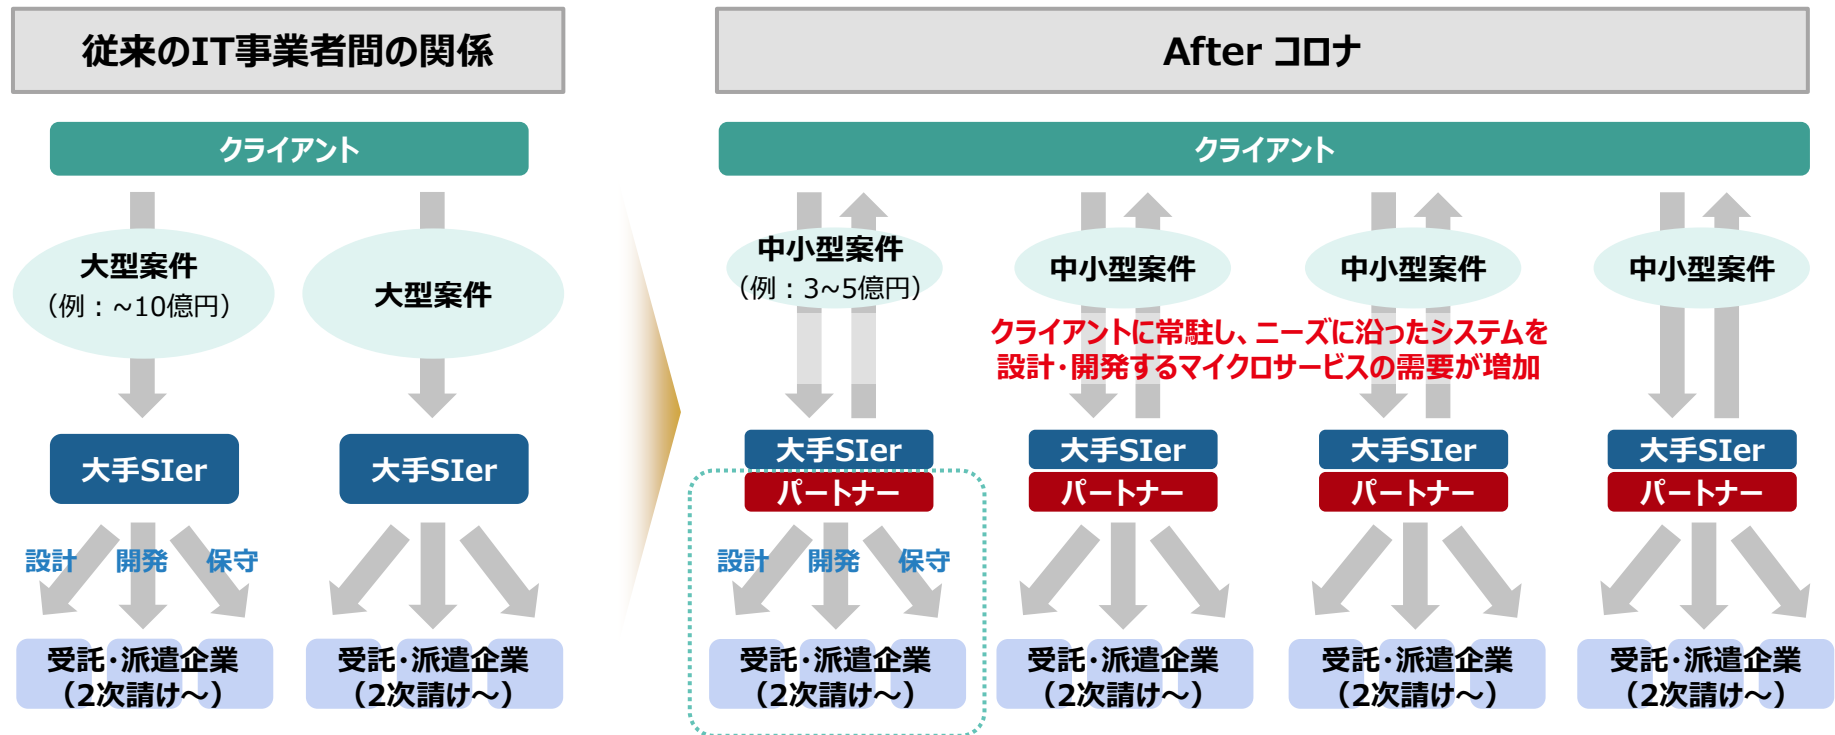 従来のIT事業者間の関係
クライアント
大型案件
（例：~10億円）
大型案件
大手SIer
大手SIer
設計
開発
保守
受託･派遣企業
（2次請け～）
受託･派遣企業
（2次請け～）
After コロナ
クライアント
中小型案件
（例：3~5億円）
中小型案件
中小型案件
中小型案件
クライアントに常駐し、ニーズに沿ったシステムを
設計･開発するマイクロサービスの需要が増加
大手SIer
パートナー
大手SIer
パートナー
大手SIer
パートナー
大手SIer
パートナー
設計
開発
保守
受託･派遣企業
（2次請け～）
受託･派遣企業
（2次請け～）
受託･派遣企業
（2次請け～）
受託･派遣企業
（2次請け～）